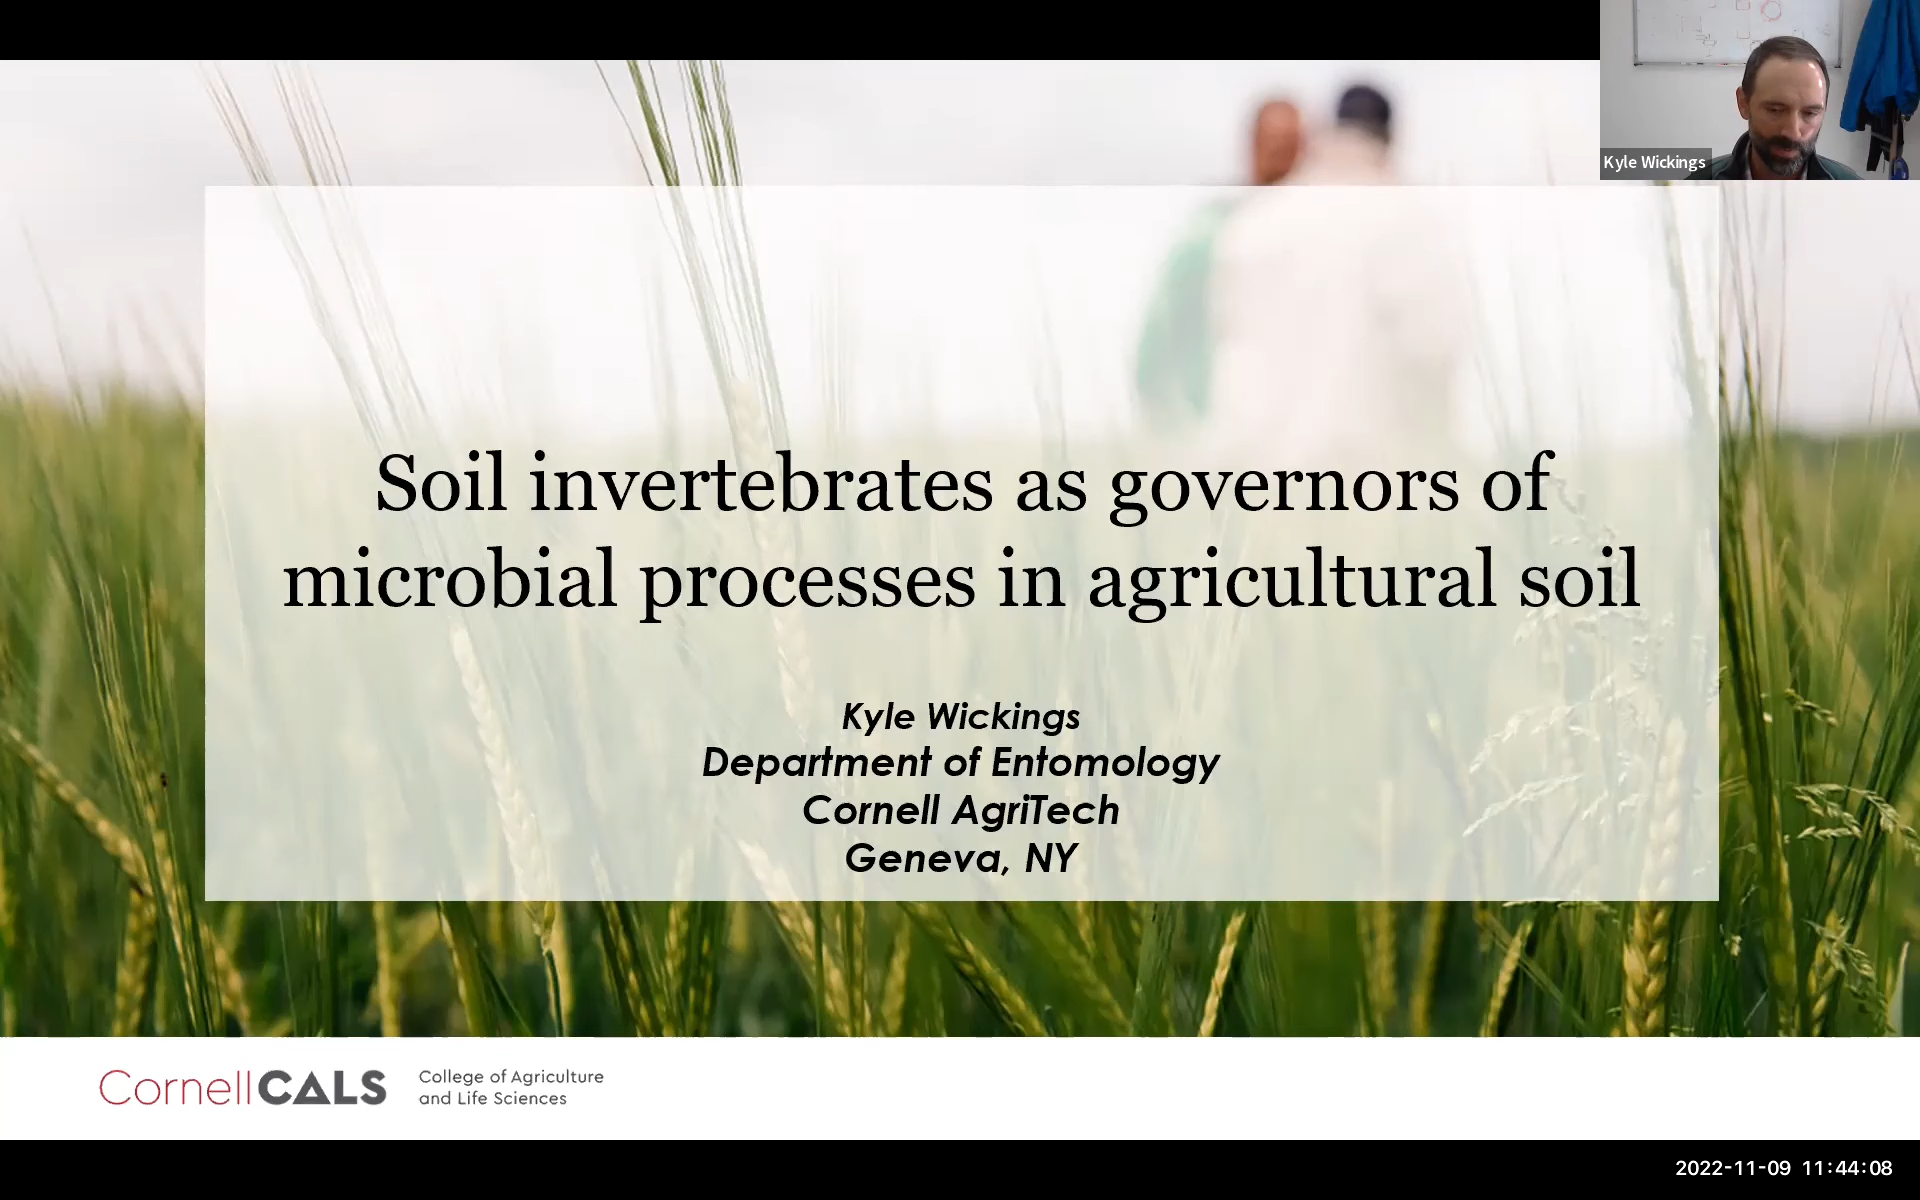 Kyle Wickings
Soil invertebrates as governors of
microbial processes in agricultural soil
Kyle Wickings
Department of Entomology
Cornell AgriTech
Geneva, NY
CornellCALS
College of Agriculture
and Life Sciences
2022-11-09 11:44:08